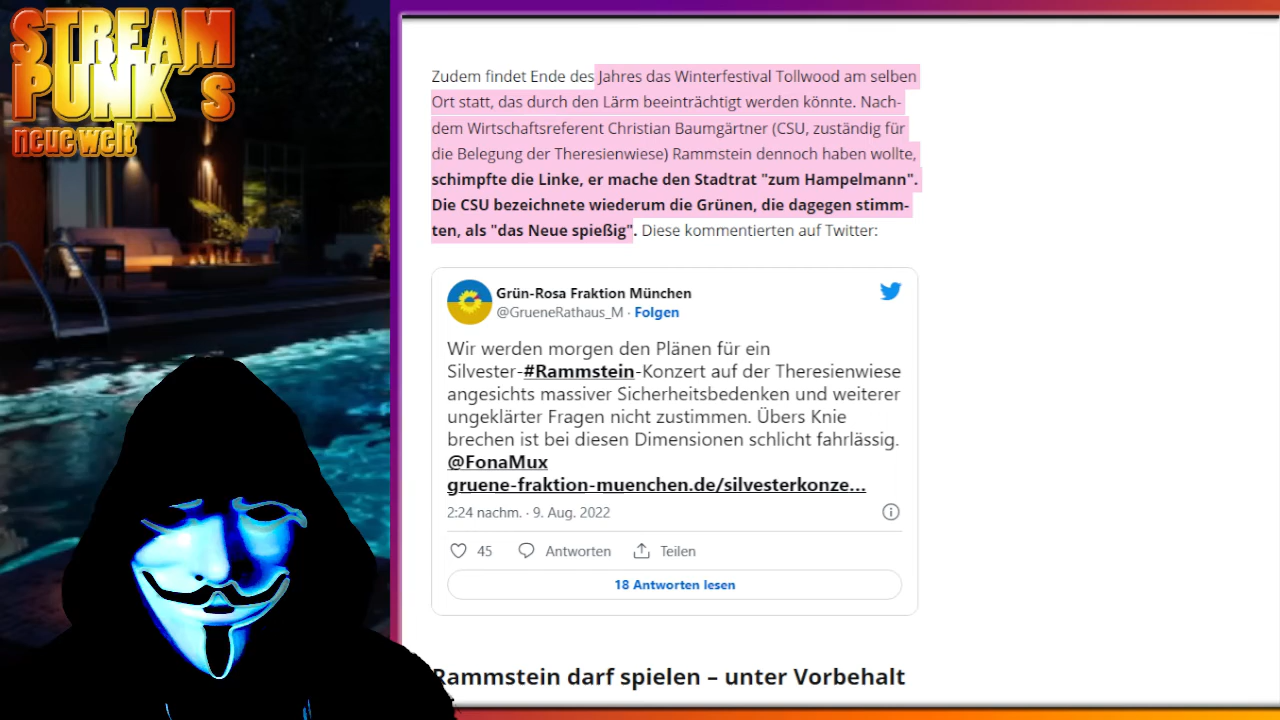 STREAM
PUNK´s
neue welt
Zudem findet Ende des Jahres das Winterfestival Tollwood am selben
Ort statt, das durch den Lärm beeinträchtigt werden könnte. Nach-
dem Wirtschaftsreferent Christian Baumgärtner (CSU, zuständig für
die Belegung der Theresienwiese) Rammstein dennoch haben wollte,
schimpfte die Linke, er mache den Stadtrat "zum Hampelmann".
Die CSU bezeichnete wiederum die Grünen, die dagegen stimm-
ten, als "das Neue spießig". Diese kommentierten auf Twitter:
Grün-Rosa Fraktion München
@GrueneRathaus_M · Folgen
Wir werden morgen den Plänen für ein
Silvester-#Rammstein-Konzert auf der Theresienwiese
angesichts massiver Sicherheitsbedenken und weiterer
ungeklärter Fragen nicht zustimmen. Übers Knie
brechen ist bei diesen Dimensionen schlicht fahrlässig.
@FonaMux
gruene-fraktion-muenchen.de/silvesterkonze…
2:24 nachm. · 9. Aug. 2022
45 Antworten Teilen
18 Antworten lesen
Rammstein darf spielen – unter Vorbehalt